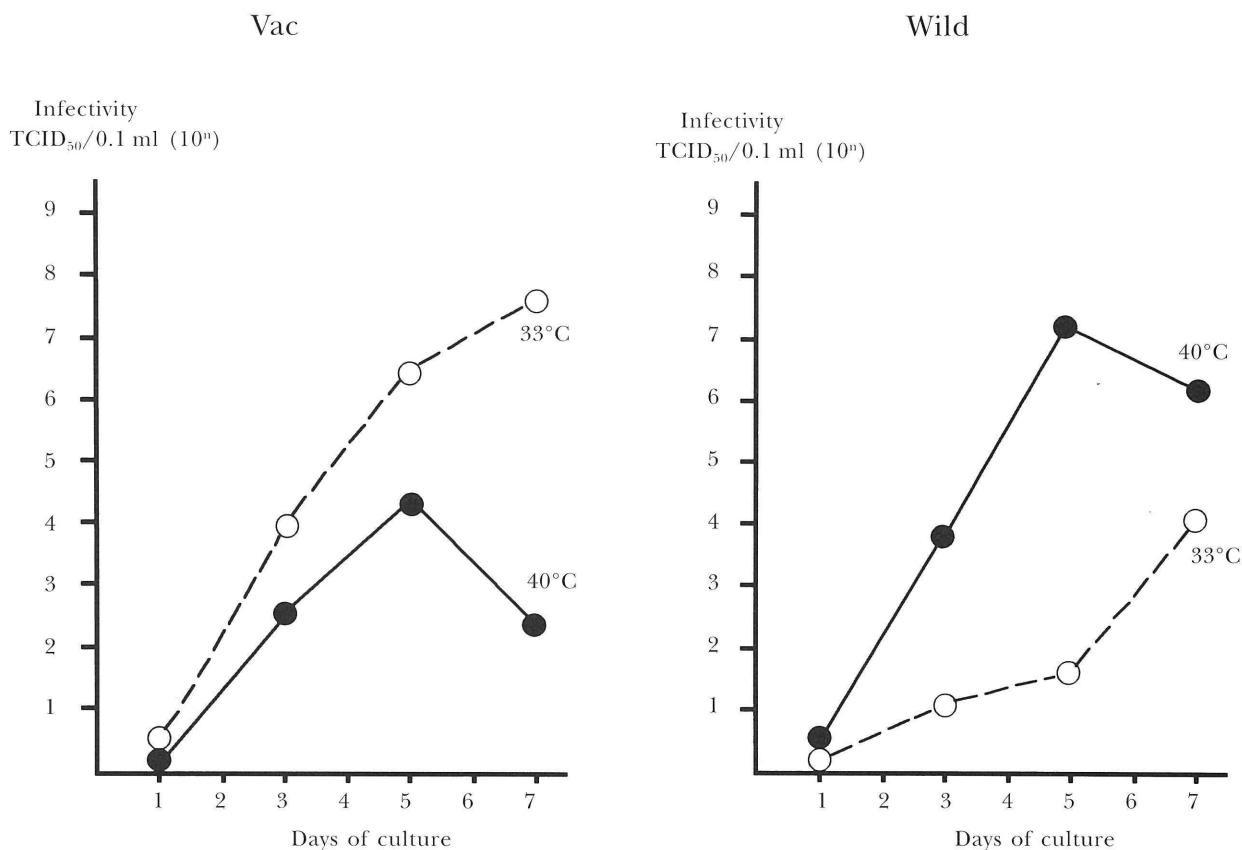 Vac
Infectivity
TCID₅₀/0.1 ml (10ⁿ)
9
8
7
6
5
4
3
2
1
33°C
40°C
1 2 3 4 5 6 7
Days of culture
Wild
Infectivity
TCID₅₀/0.1 ml (10ⁿ)
9
8
7
6
5
4
3
2
1
40°C
33°C
1 2 3 4 5 6 7
Days of culture